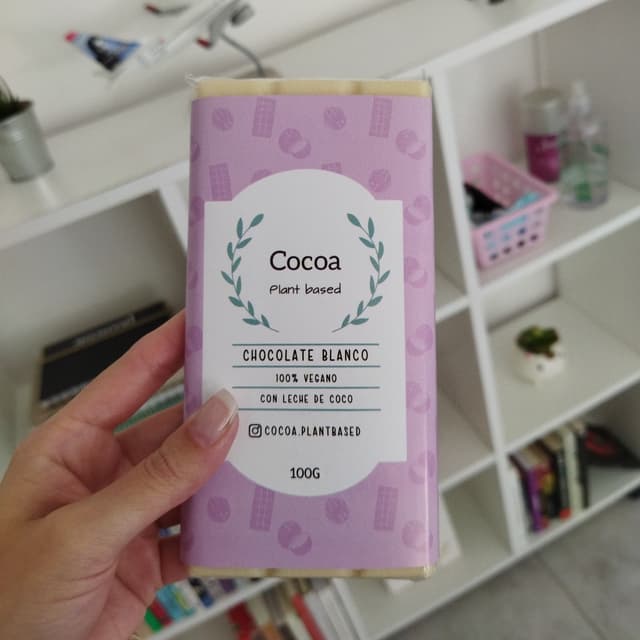 Cocoa
Plant based
CHOCOLATE BLANCO
100% VEGANO
CON LECHE DE COCO
COCOA.PLANTBASED
100G